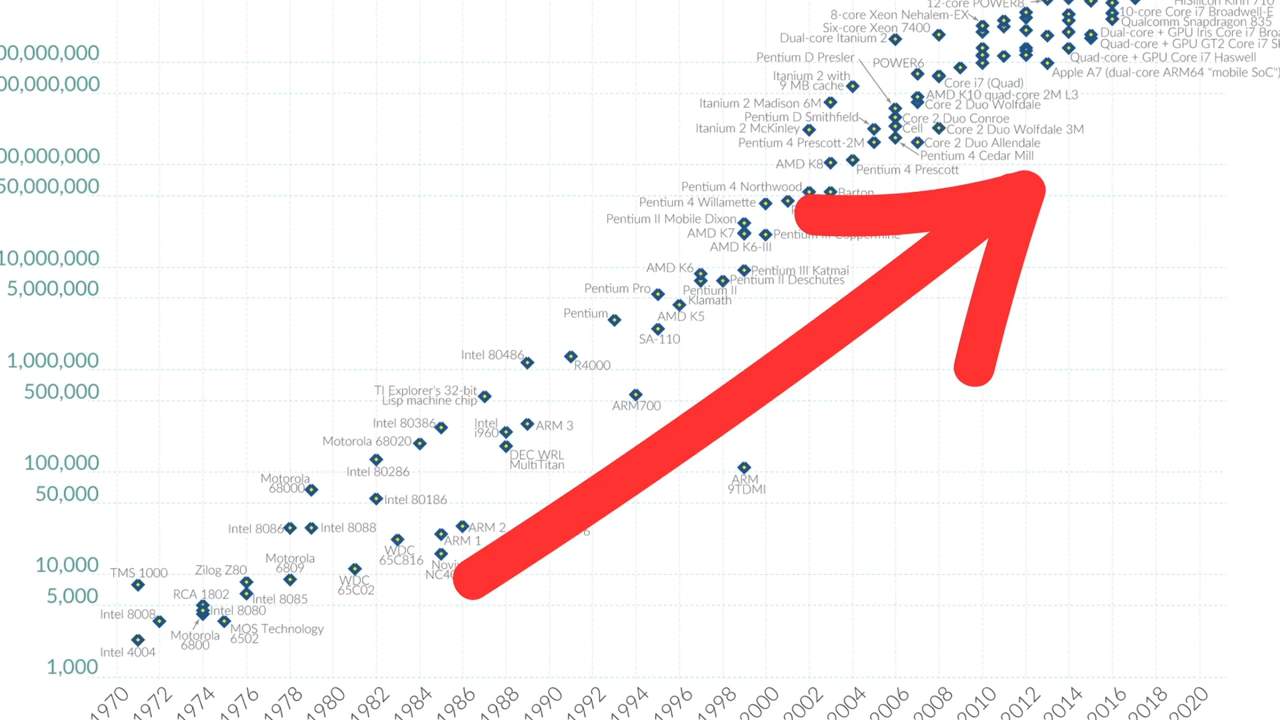 12-core POWER8
8-core Xeon Nehalem-EX
10-core Core i7 Broadwell-E
Six-core Xeon 7400
Qualcomm Snapdragon 835
Dual-core Itanium 2
Dual-core + GPU Iris Core i7 Broa
Quad-core + GPU GT2 Core i7 S
Pentium D Presler
POWER6
Quad-core + GPU Core i7 Haswell
00,000,000
Itanium 2 with
9 MB cache
Apple A7 (dual-core ARM64 "mobile SoC")
Core i7 (Quad)
00,000,000
AMD K10 quad-core 2M L3
Itanium 2 Madison 6M
Core 2 Duo Wolfdale
Pentium D Smithfield
Core 2 Duo Conroe
Itanium 2 McKinley
Cell
Core 2 Duo Wolfdale 3M
Pentium 4 Prescott-2M
Core 2 Duo Allendale
Pentium 4 Cedar Mill
00,000,000
AMD K8
Pentium 4 Prescott
50,000,000
Pentium 4 Northwood
Barton
Pentium 4 Willamette
Pentium II Mobile Dixon
AMD K7
AMD K6-III
10,000,000
AMD K6
Pentium III Katmai
Pentium II Deschutes
5,000,000
Pentium Pro
Pentium II
Klamath
Pentium
AMD K5
SA-110
1,000,000
Intel 80486
R4000
500,000
TI Explorer's 32-bit
Lisp machine chip
ARM700
Intel 80386
Intel
i960
ARM 3
Motorola 68020
DEC WRL
MultiTitan
100,000
Intel 80286
Motorola
68000
ARM
9TDMI
50,000
Intel 80186
Intel 8086
Intel 8088
ARM 2
ARM 1
WDC
65C816
10,000
TMS 1000
Zilog Z80
Motorola
6809
WDC
65C02
5,000
RCA 1802
Intel 8085
Intel 8008
Intel 8080
Motorola
6800
MOS Technology
6502
Intel 4004
1,000
1970
1972
1974
1976
1978
1980
1982
1984
1986
1988
1990
1992
1994
1996
1998
2000
2002
2004
2006
2008
2010
2012
2014
2016
2018
2020